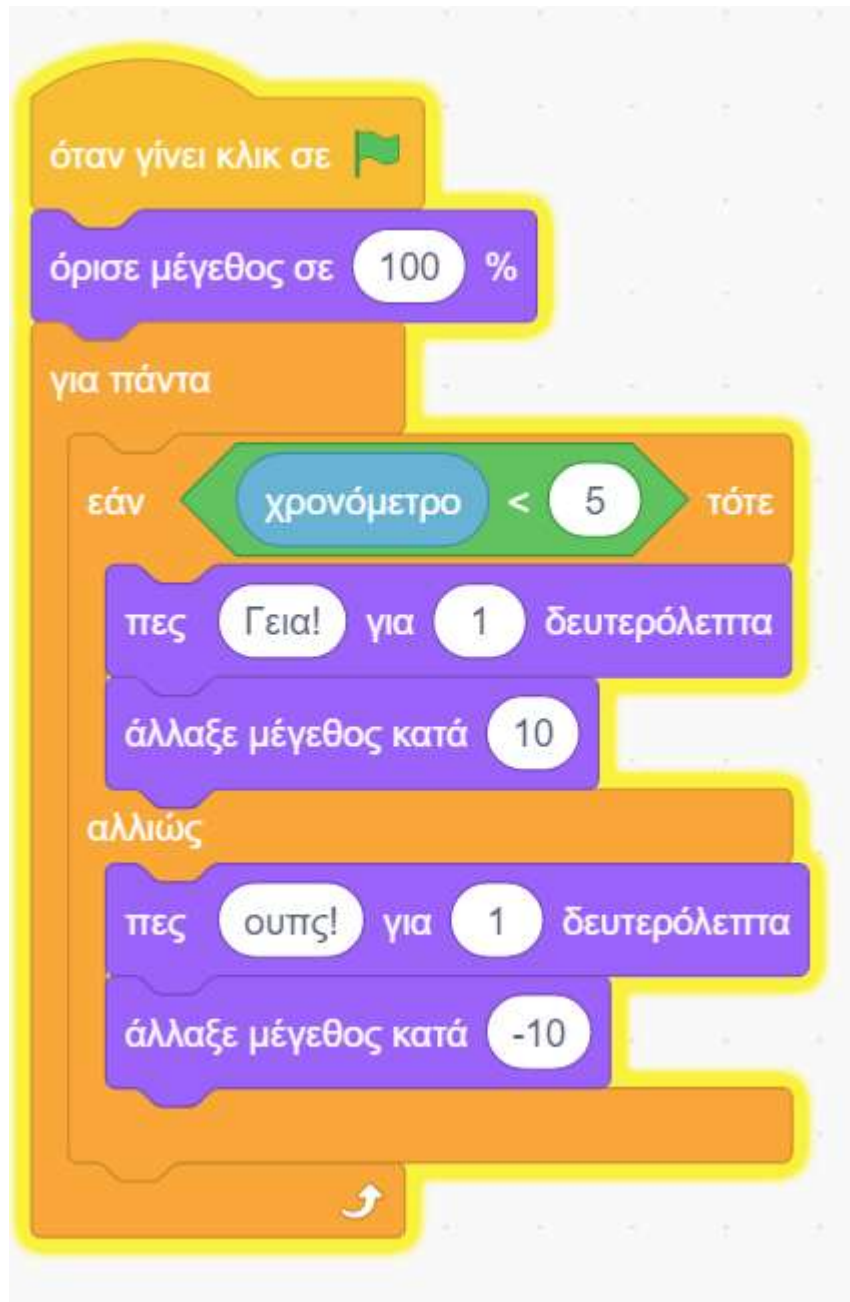 όταν γίνει κλικ σε
όρισε μέγεθος σε 100 %
για πάντα
εάν χρονόμετρο < 5 τότε
πες Γεια! για 1 δευτερόλεπτα
άλλαξε μέγεθος κατά 10
αλλιώς
πες ουπς! για 1 δευτερόλεπτα
άλλαξε μέγεθος κατά -10